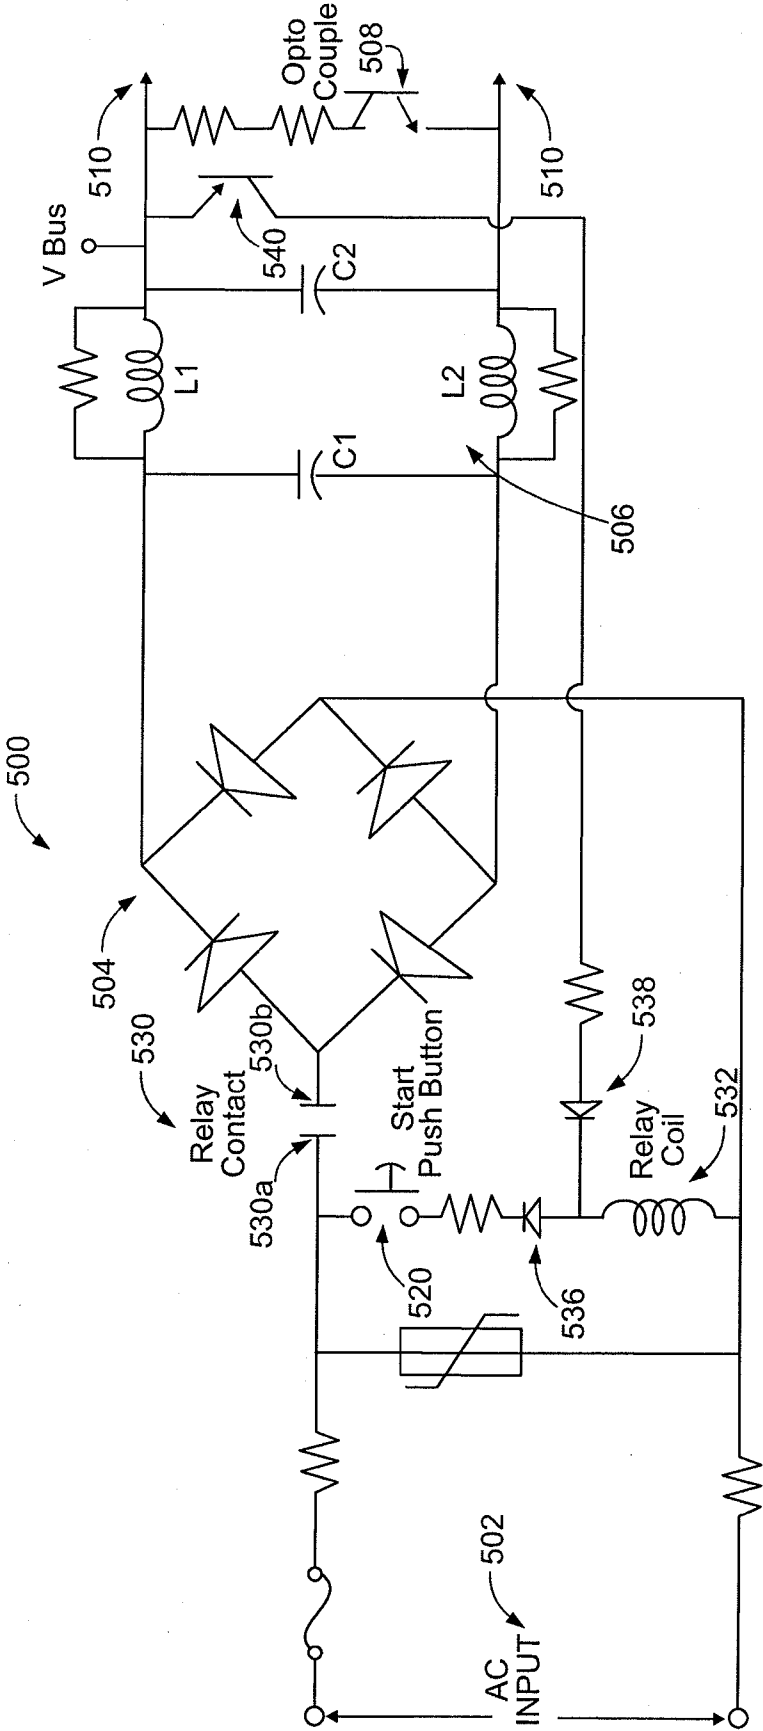 500
V Bus
510
Opto
Couple
508
540
L1
C2
C1
L2
510
506
504
530
Relay
Contact
530b
530a
Start
Push Button
520
536
538
Relay
Coil
532
502
AC
INPUT